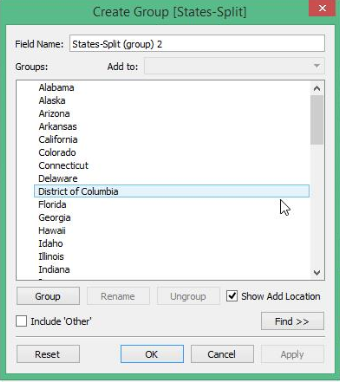 Create Group [States-Split]
x
Field Name: States-Split (group) 2
Groups: Add to:
Alabama
Alaska
Arizona
Arkansas
California
Colorado
Connecticut
Delaware
District of Columbia
Florida
Georgia
Hawaii
Idaho
Illinois
Indiana
Group Rename Ungroup Show Add Location
Include 'Other' Find >>
Reset OK Cancel Apply